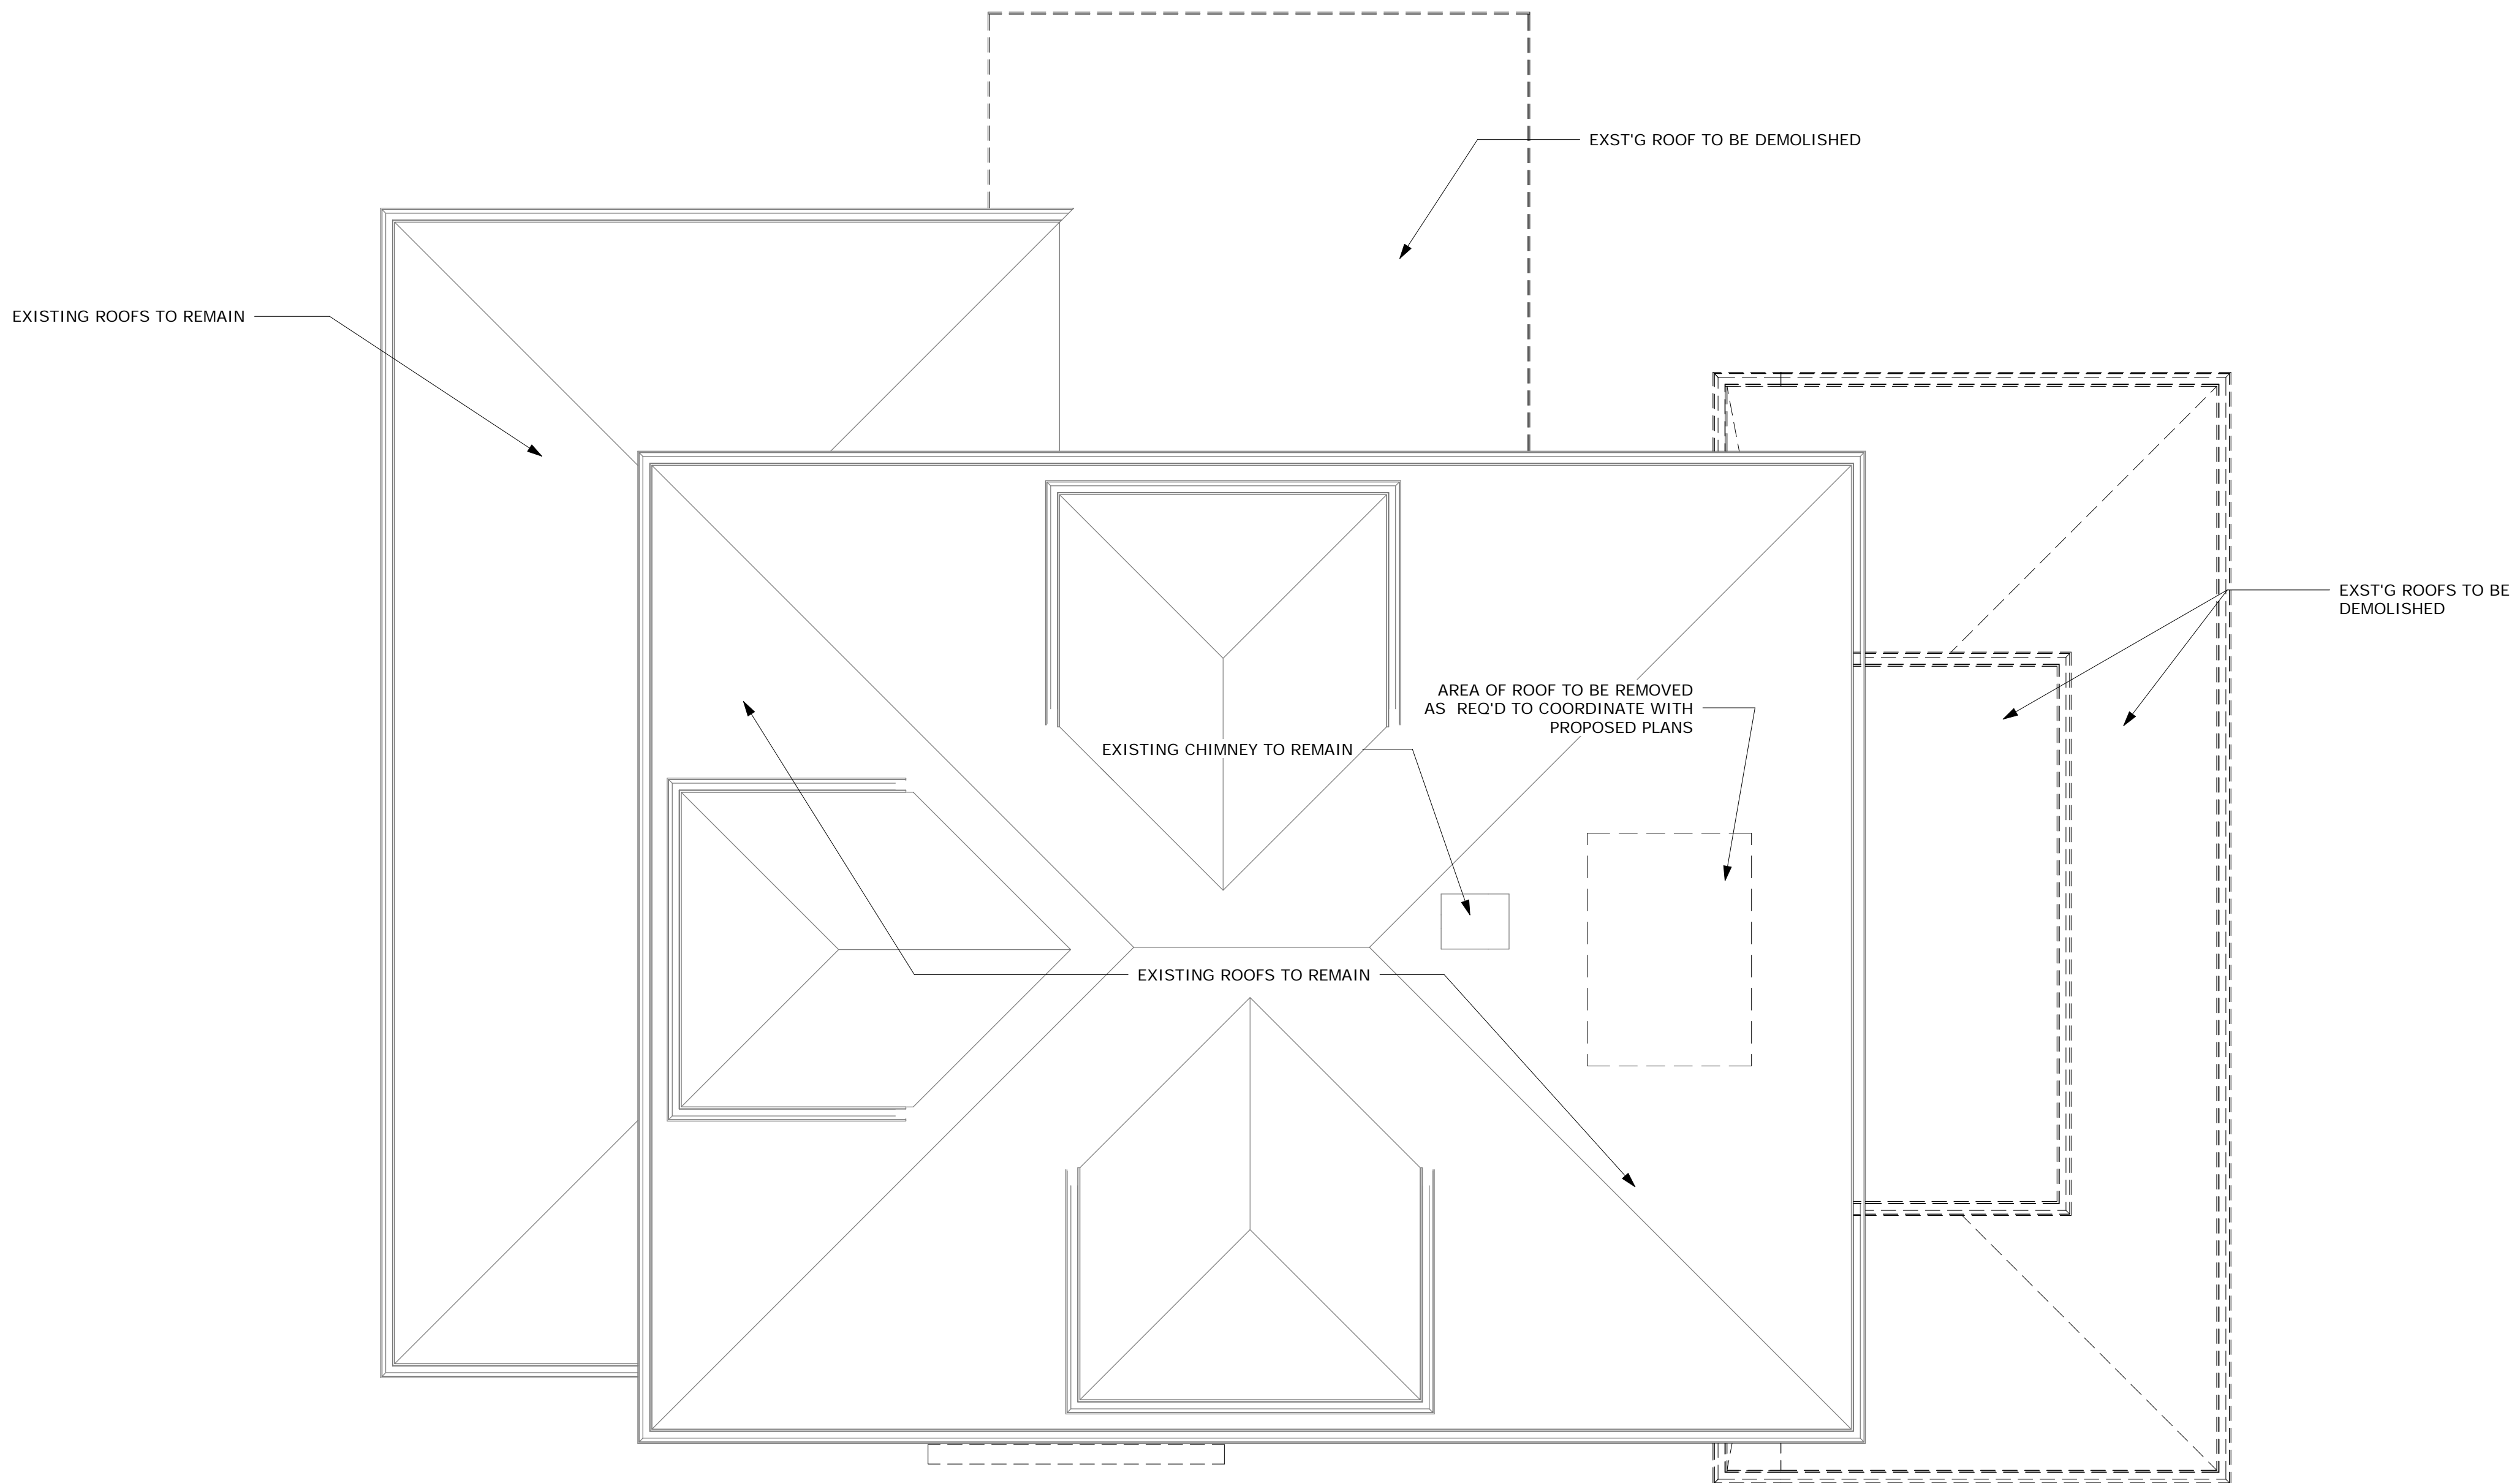 EXST'G ROOF TO BE DEMOLISHED
EXISTING ROOFS TO REMAIN
EXST'G ROOFS TO BE
DEMOLISHED
AREA OF ROOF TO BE REMOVED
AS  REQ'D TO COORDINATE WITH
PROPOSED PLANS
EXISTING CHIMNEY TO REMAIN
EXISTING ROOFS TO REMAIN